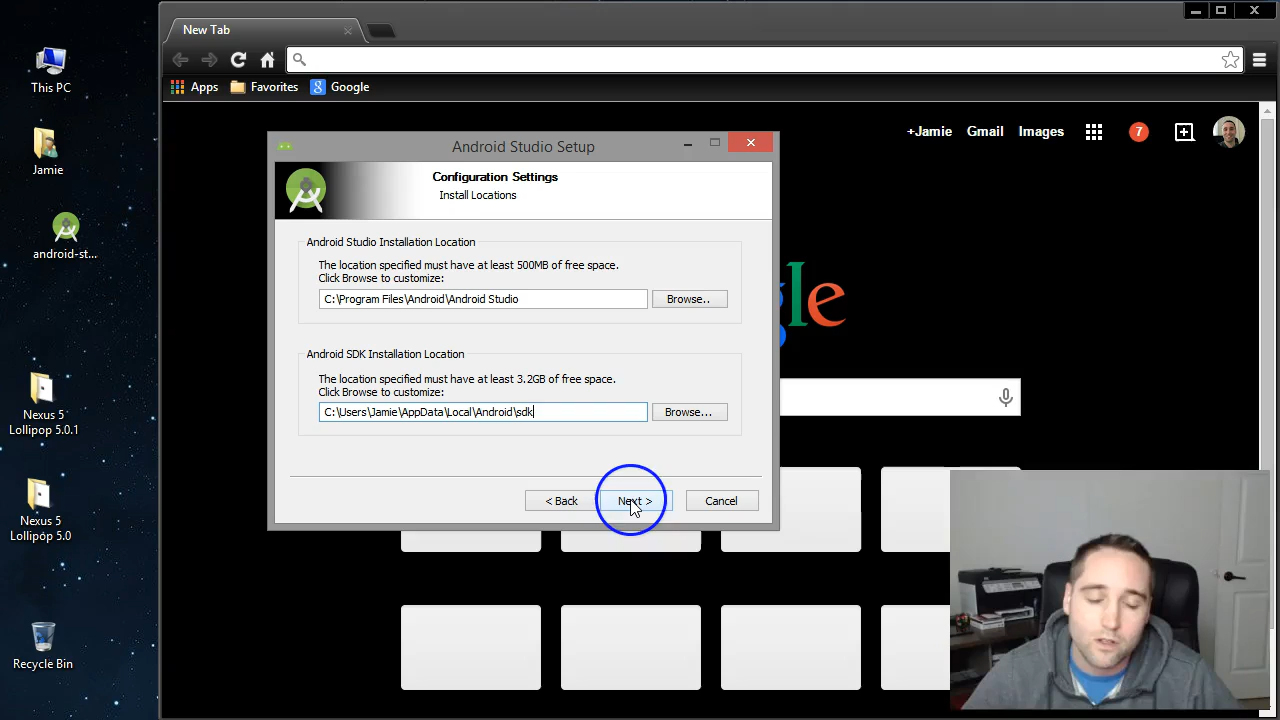 This PC
Jamie
android-st...
Nexus 5
Lollipop 5.0.1
Nexus 5
Lollipop 5.0
Recycle Bin
New Tab
Apps
Favorites
Google
+Jamie
Gmail
Images
7
Android Studio Setup
Configuration Settings
Install Locations
Android Studio Installation Location
The location specified must have at least 500MB of free space.
Click Browse to customize:
C:\Program Files\Android\Android Studio
Browse..
Android SDK Installation Location
The location specified must have at least 3.2GB of free space.
Click Browse to customize:
C:\Users\Jamie\AppData\Local\Android\sdk
Browse...
< Back
Next >
Cancel
le